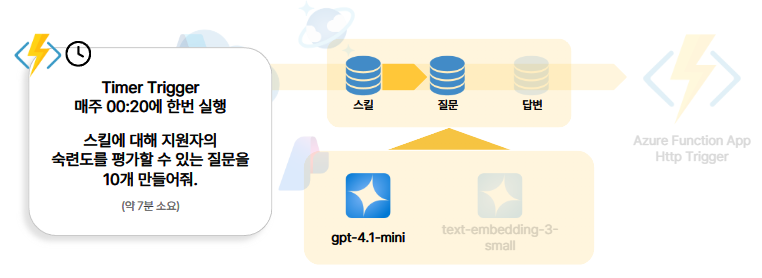 Timer Trigger
매주 00:20에 한번 실행
스킬에 대해 지원자의
숙련도를 평가할 수 있는 질문을
10개 만들어줘.
(약 7분 소요)
스킬
질문
답변
gpt-4.1-mini
text-embedding-3-
small
Azure Function App
Http Trigger